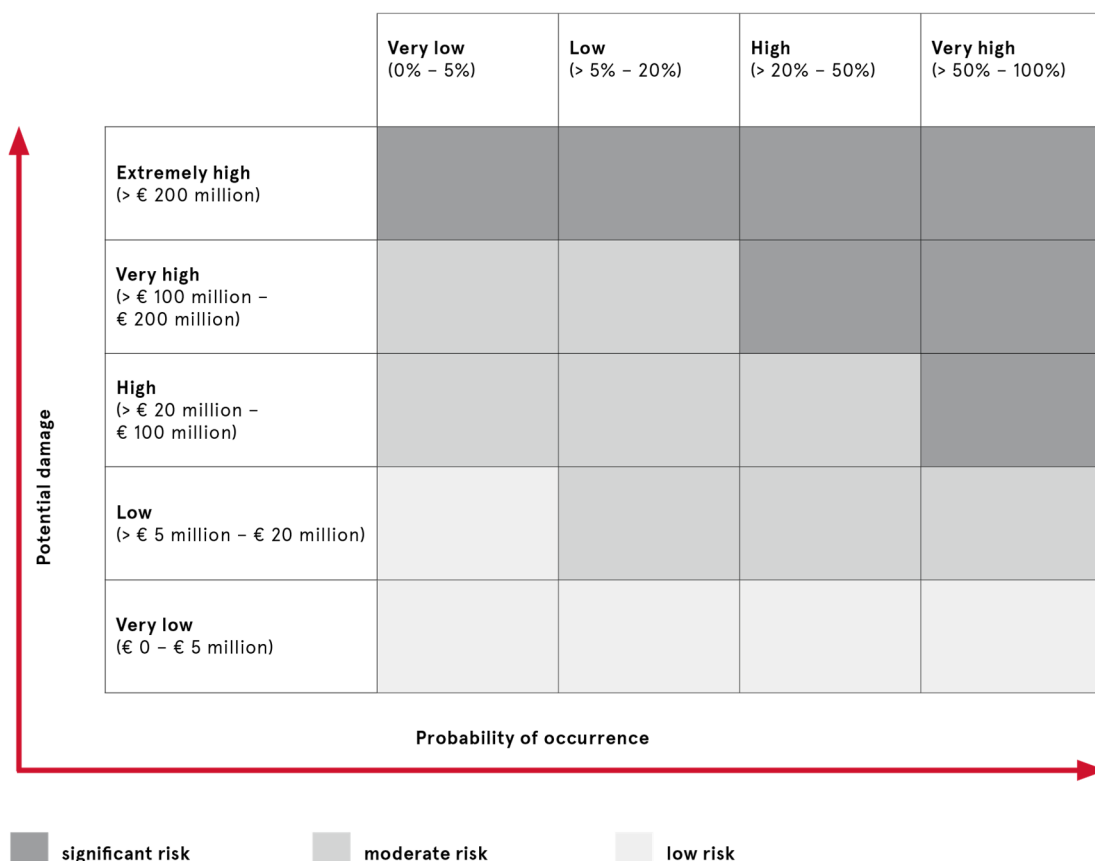 Very low
(0% – 5%)
Low
(> 5% – 20%)
High
(> 20% – 50%)
Very high
(> 50% – 100%)
Extremely high
(> € 200 million)
Very high
(> € 100 million –
€ 200 million)
High
(> € 20 million –
€ 100 million)
Low
(> € 5 million – € 20 million)
Very low
(€ 0 – € 5 million)
Potential damage
Probability of occurrence
significant risk
moderate risk
low risk